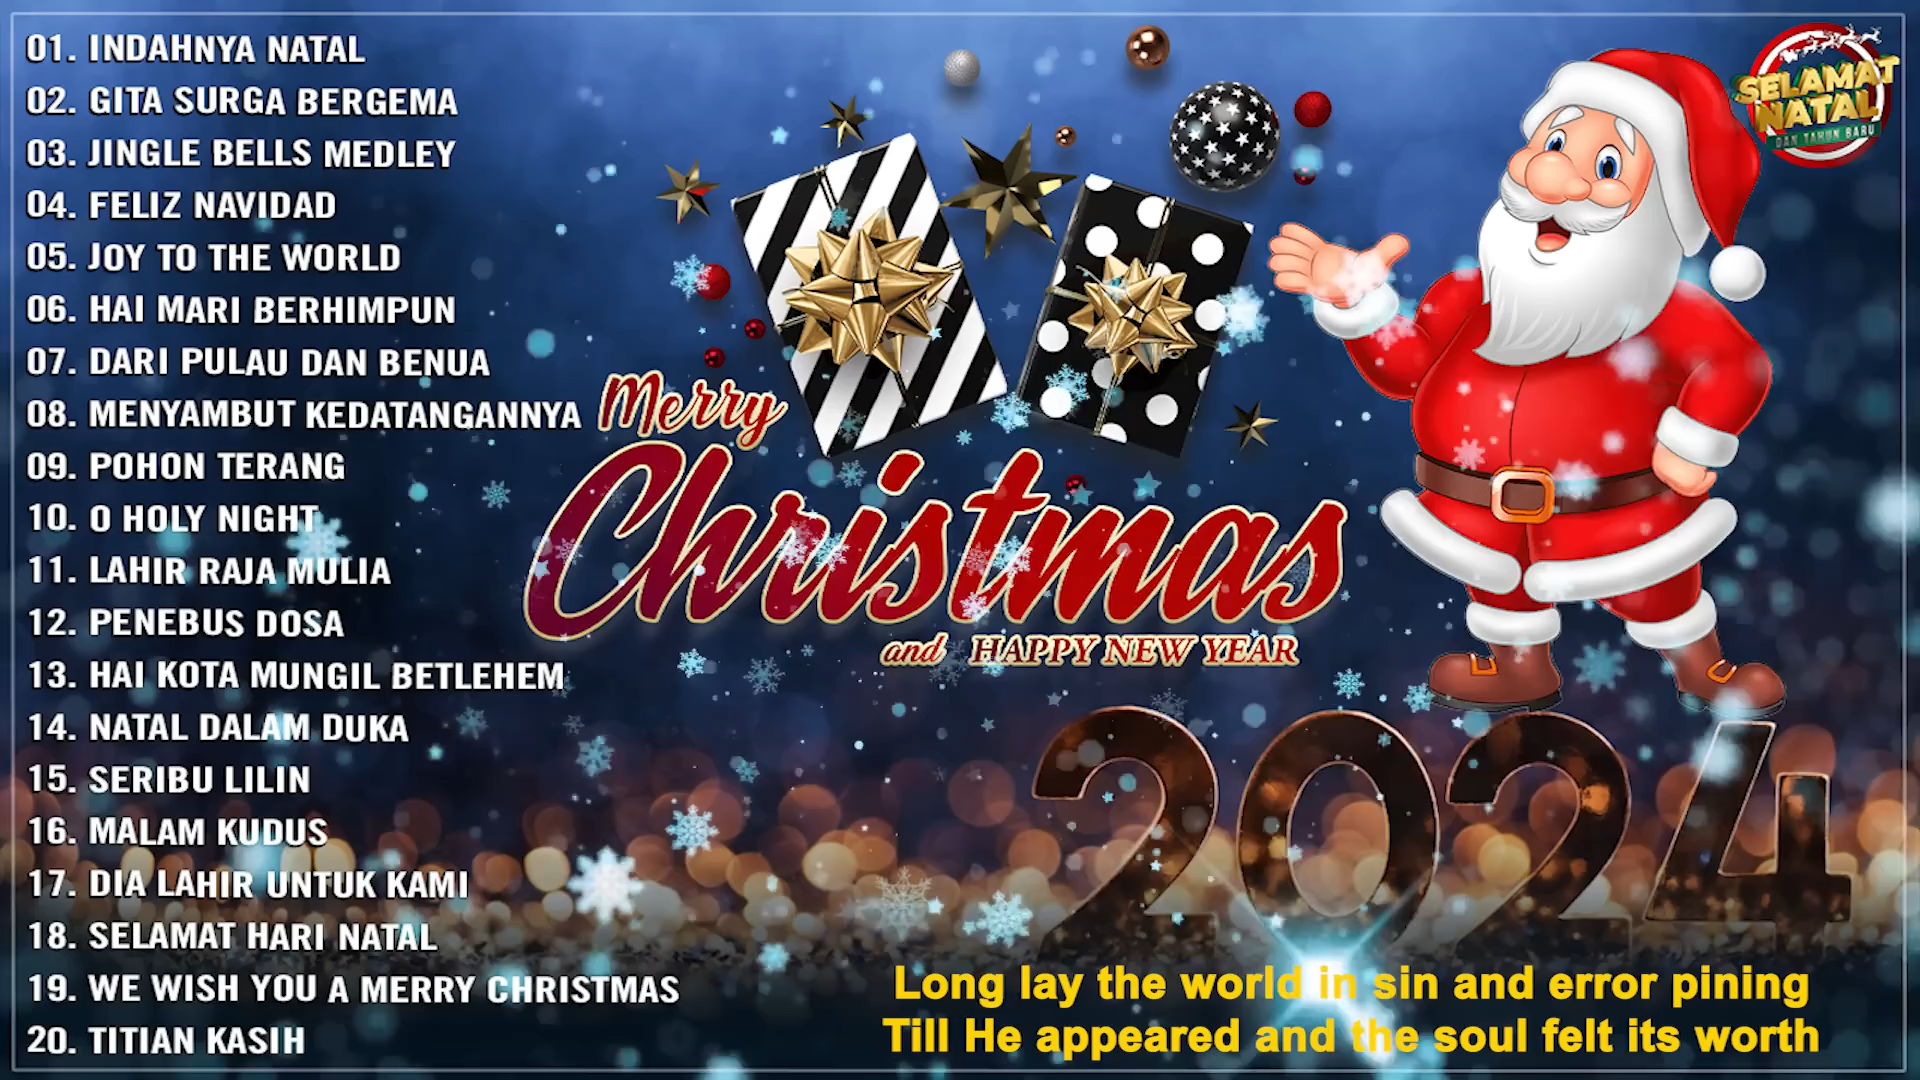 01. INDAHNYA NATAL
02. GITA SURGA BERGEMA
03. JINGLE BELLS MEDLEY
04. FELIZ NAVIDAD
05. JOY TO THE WORLD
06. HAI MARI BERHIMPUN
07. DARI PULAU DAN BENUA
08. MENYAMBUT KEDATANGANNYA
09. POHON TERANG
10. O HOLY NIGHT
11. LAHIR RAJA MULIA
12. PENEBUS DOSA
13. HAI KOTA MUNGIL BETLEHEM
14. NATAL DALAM DUKA
15. SERIBU LILIN
16. MALAM KUDUS
17. DIA LAHIR UNTUK KAMI
18. SELAMAT HARI NATAL
19. WE WISH YOU A MERRY CHRISTMAS
20. TITIAN KASIH
Merry
Christmas
and HAPPY NEW YEAR
2024
SELAMAT
NATAL
DAN TAHUN BARU
Long lay the world in sin and error pining
Till He appeared and the soul felt its worth